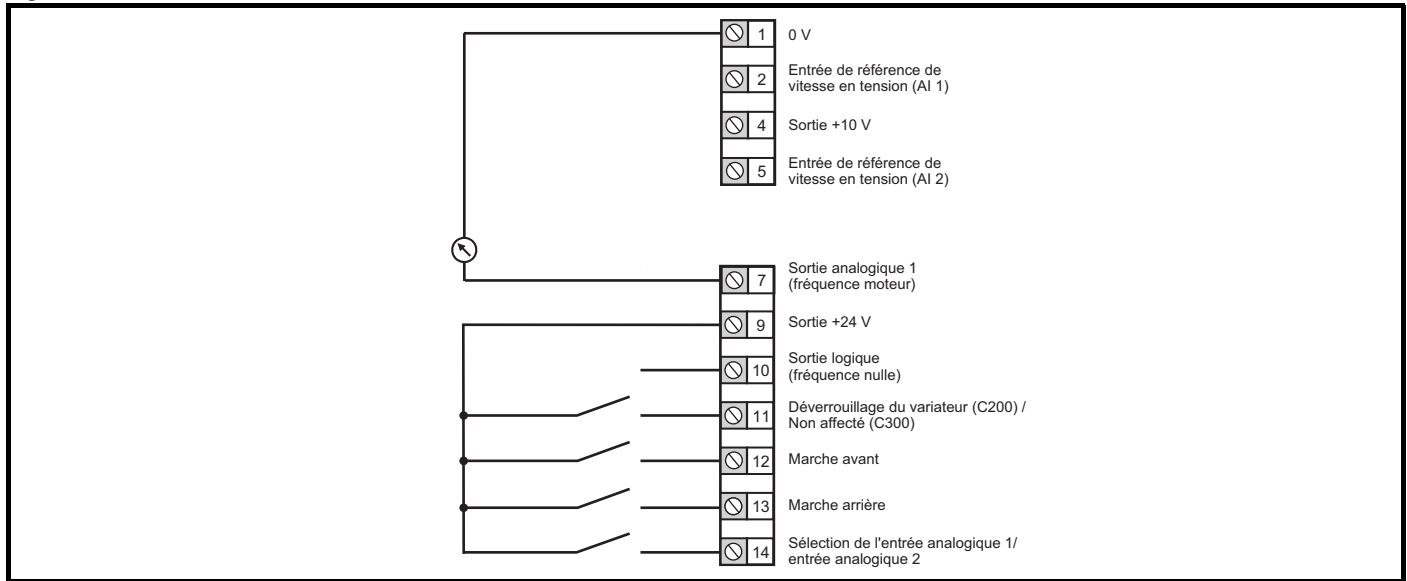 1 0 V
2 Entrée de référence de
vitesse en tension (AI 1)
4 Sortie +10 V
5 Entrée de référence de
vitesse en tension (AI 2)
7 Sortie analogique 1
(fréquence moteur)
9 Sortie +24 V
10 Sortie logique
(fréquence nulle)
11 Déverrouillage du variateur (C200) /
Non affecté (C300)
12 Marche avant
13 Marche arrière
14 Sélection de l'entrée analogique 1/
entrée analogique 2